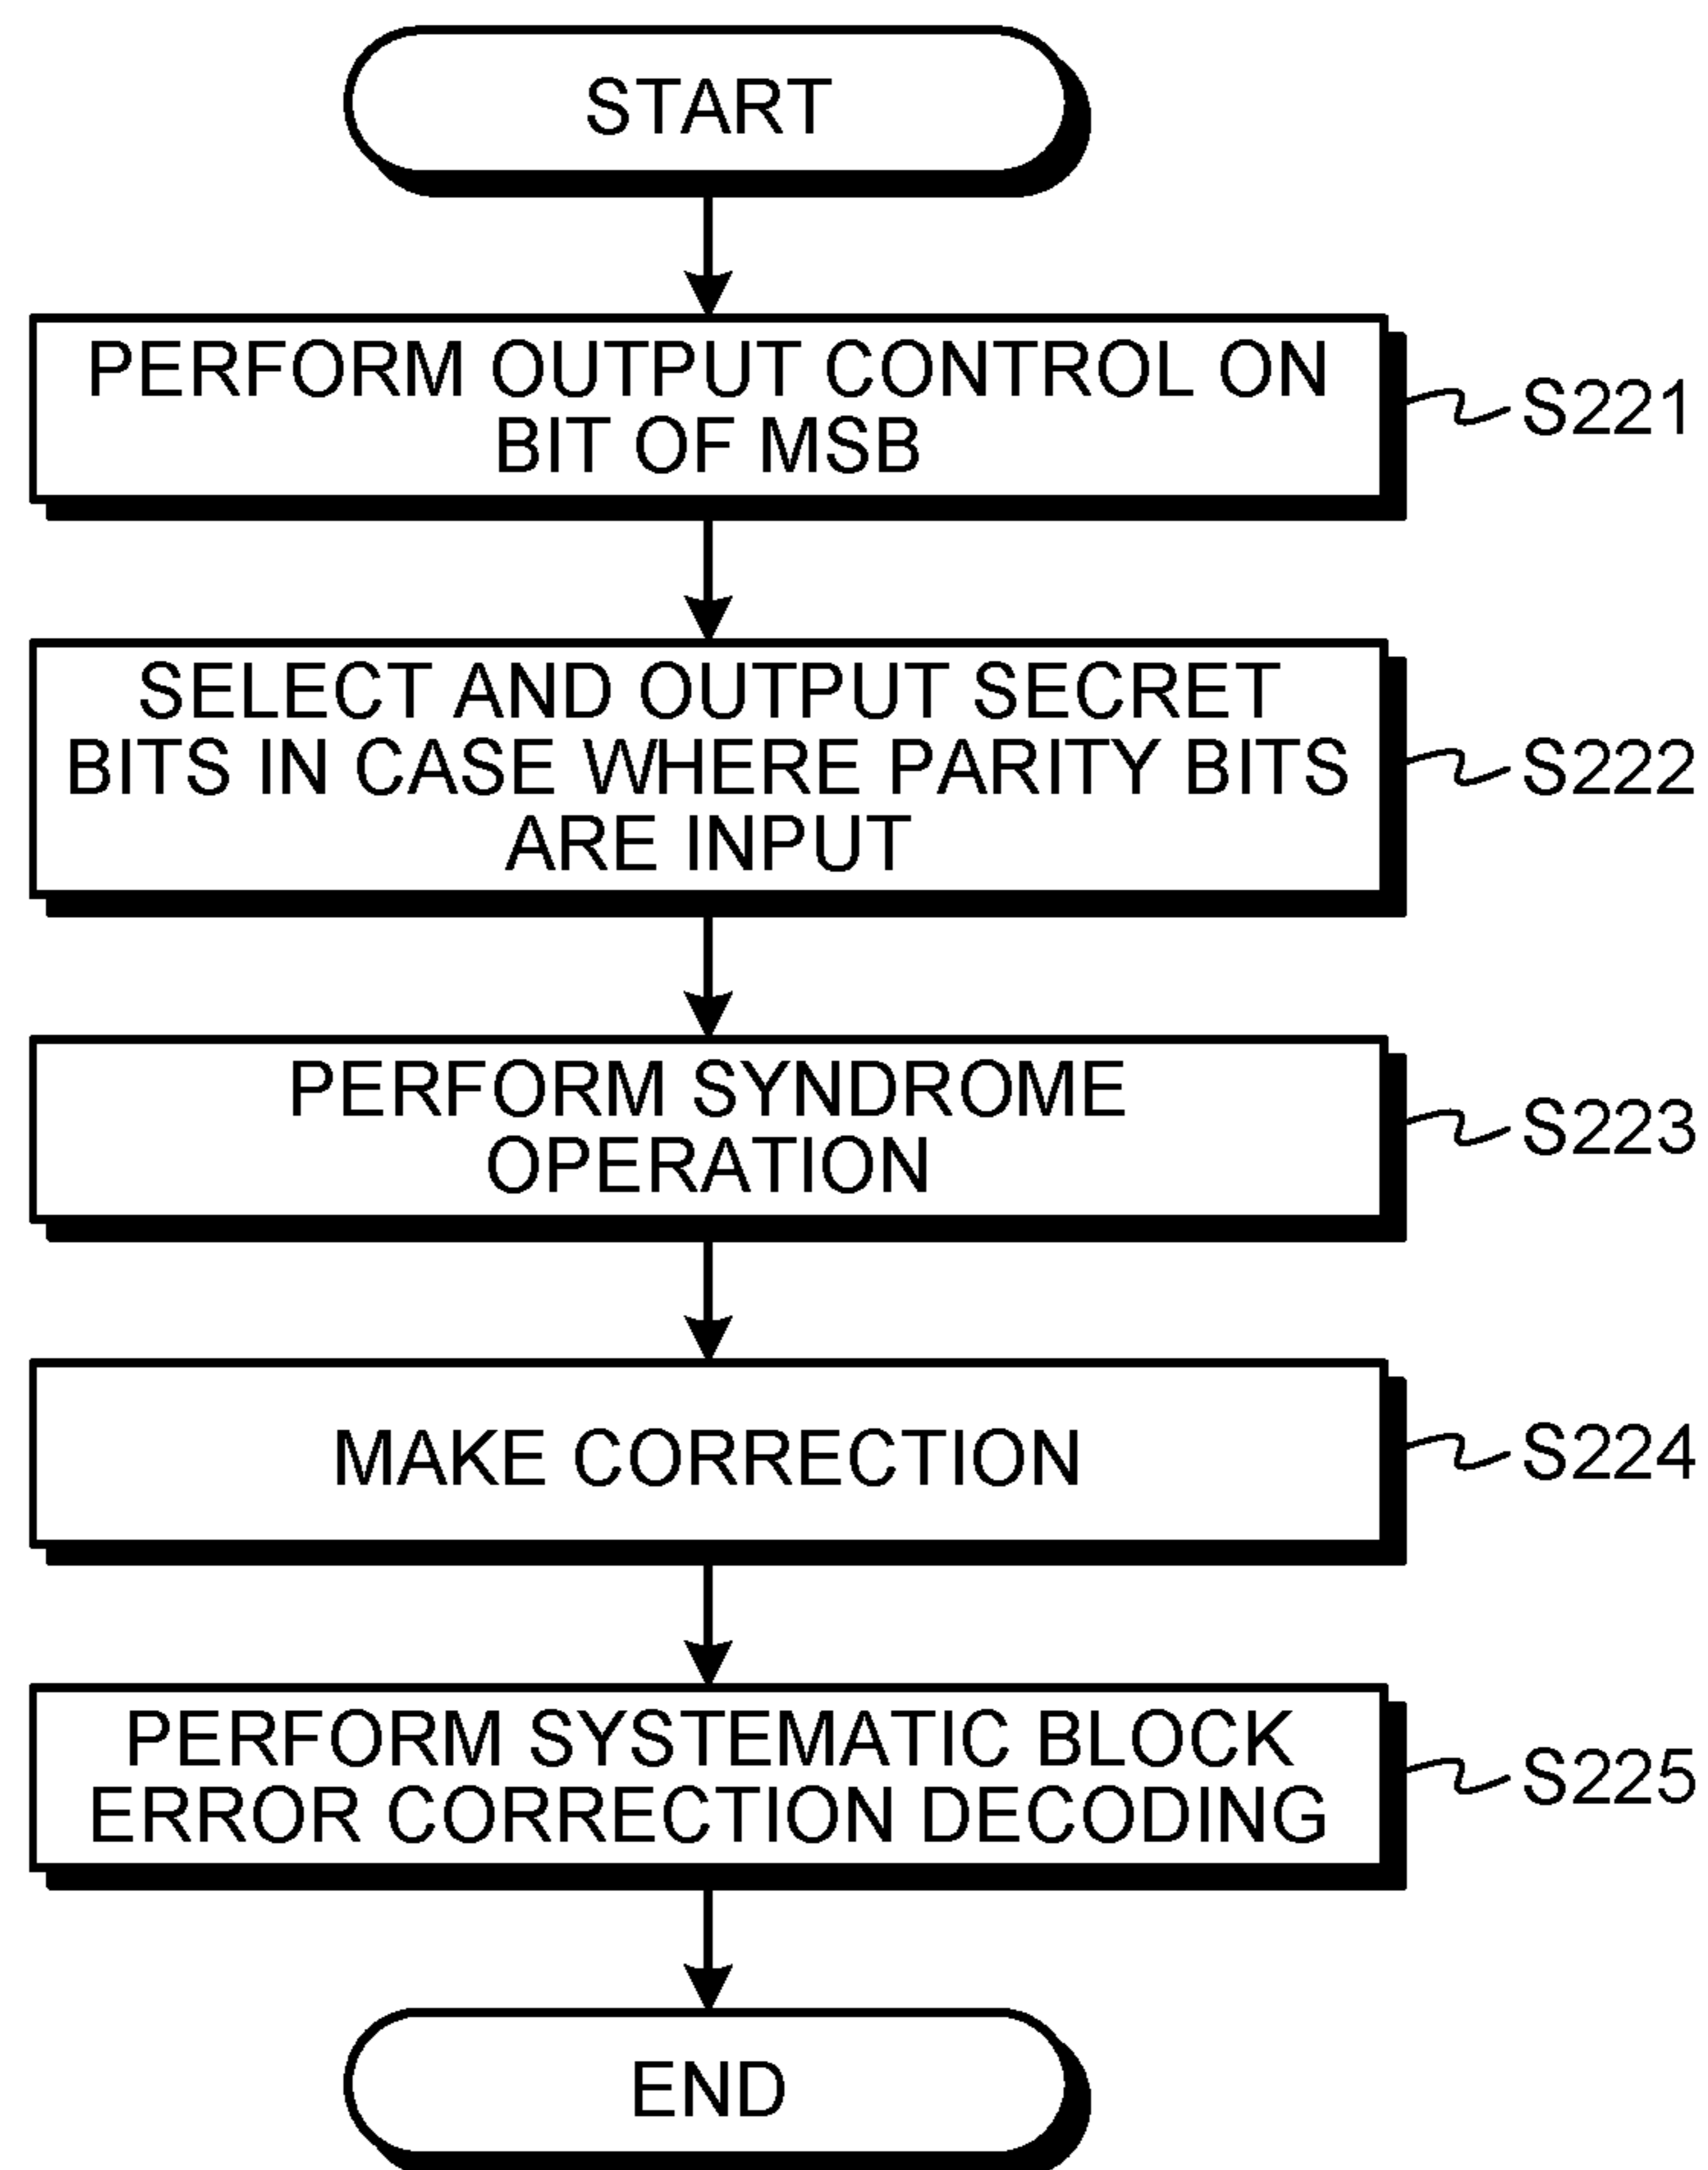 START
PERFORM OUTPUT CONTROL ON
BIT OF MSB
S221
SELECT AND OUTPUT SECRET
BITS IN CASE WHERE PARITY BITS
ARE INPUT
S222
PERFORM SYNDROME
OPERATION
S223
MAKE CORRECTION
S224
PERFORM SYSTEMATIC BLOCK
ERROR CORRECTION DECODING
S225
END